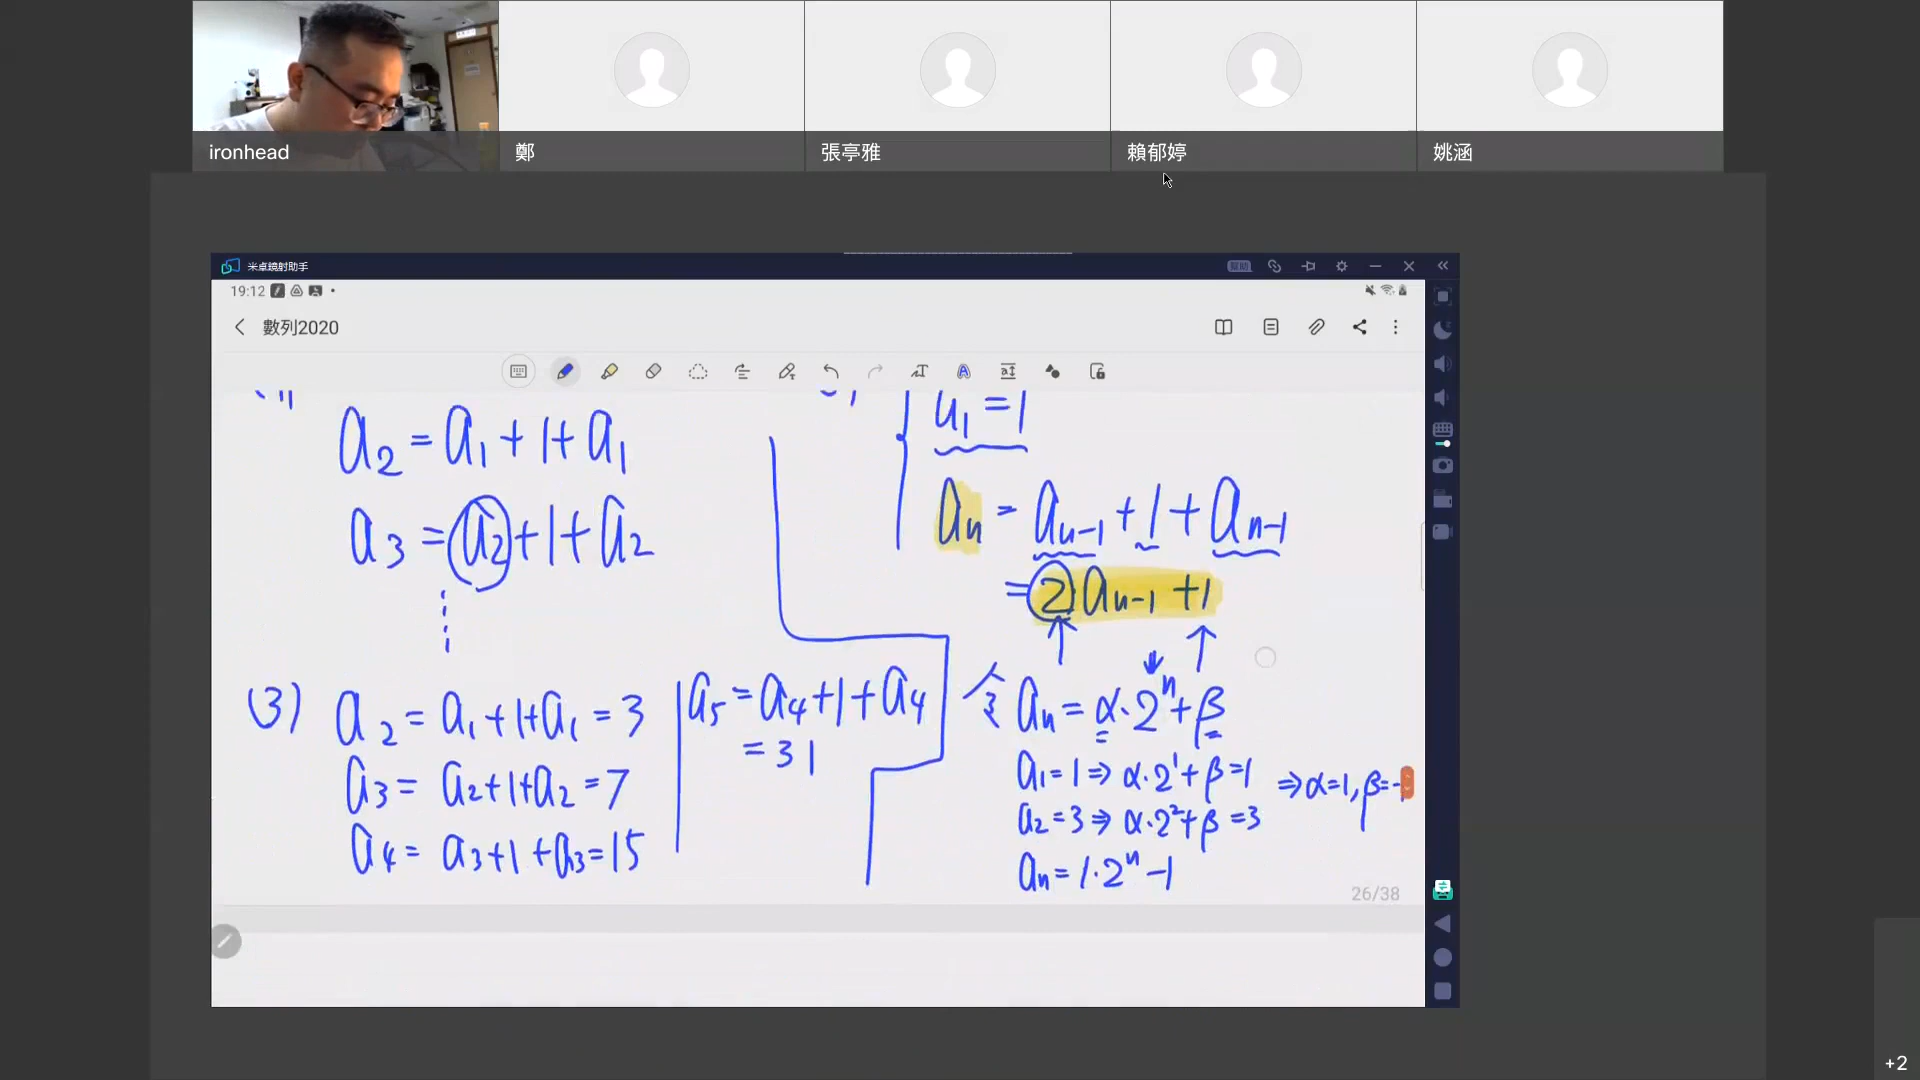 ironhead
鄭
張亭雅
賴郁婷
姚涵
米卓鏡射助手
19:12
數列2020
a₂ = a₁ + 1 + a₁
a₃ = a₂ + 1 + a₂
(3) a₂ = a₁ + 1 + a₁ = 3
a₃ = a₂ + 1 + a₂ = 7
a₄ = a₃ + 1 + a₃ = 15
a₅ = a₄ + 1 + a₄
= 31
a₁ = 1
aₙ = aₙ₋₁ + 1 + aₙ₋₁
= 2aₙ₋₁ + 1
令 aₙ = α·2ⁿ + β
a₁ = 1 ⇒ α·2¹ + β = 1 ⇒ α = 1, β = -1
a₂ = 3 ⇒ α·2² + β = 3
aₙ = 1·2ⁿ - 1
26/38
+2